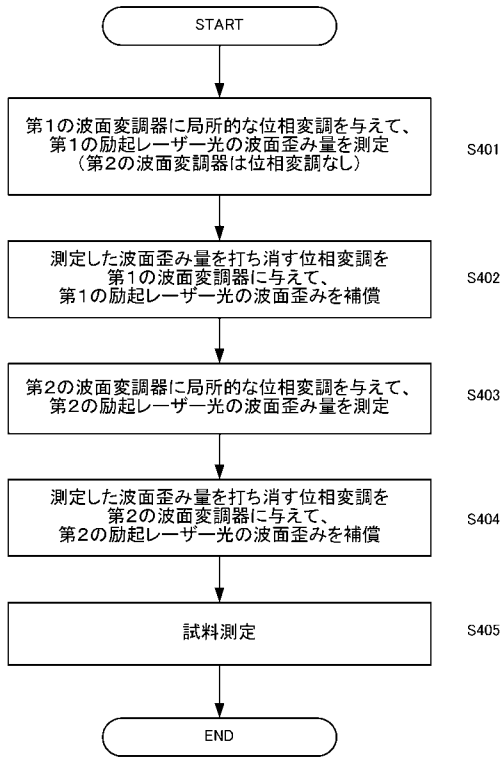 START
第1の波面変調器に局所的な位相変調を与えて、
第1の励起レーザー光の波面歪み量を測定
(第2の波面変調器は位相変調なし)
S401
測定した波面歪み量を打ち消す位相変調を
第1の波面変調器に与えて、
第1の励起レーザー光の波面歪みを補償
S402
第2の波面変調器に局所的な位相変調を与えて、
第2の励起レーザー光の波面歪み量を測定
S403
測定した波面歪み量を打ち消す位相変調を
第2の波面変調器に与えて、
第2の励起レーザー光の波面歪みを補償
S404
試料測定
S405
END